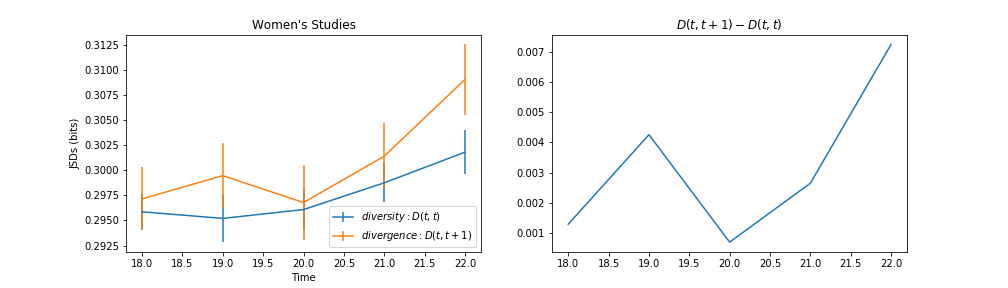 Women's Studies
JSDs (bits)
0.3125
0.3100
0.3075
0.3050
0.3025
0.3000
0.2975
0.2950
0.2925
18.0 18.5 19.0 19.5 20.0 20.5 21.0 21.5 22.0
Time
diversity : D(t, t)
divergence : D(t, t + 1)
D(t, t + 1) − D(t, t)
0.007
0.006
0.005
0.004
0.003
0.002
0.001
18.0 18.5 19.0 19.5 20.0 20.5 21.0 21.5 22.0